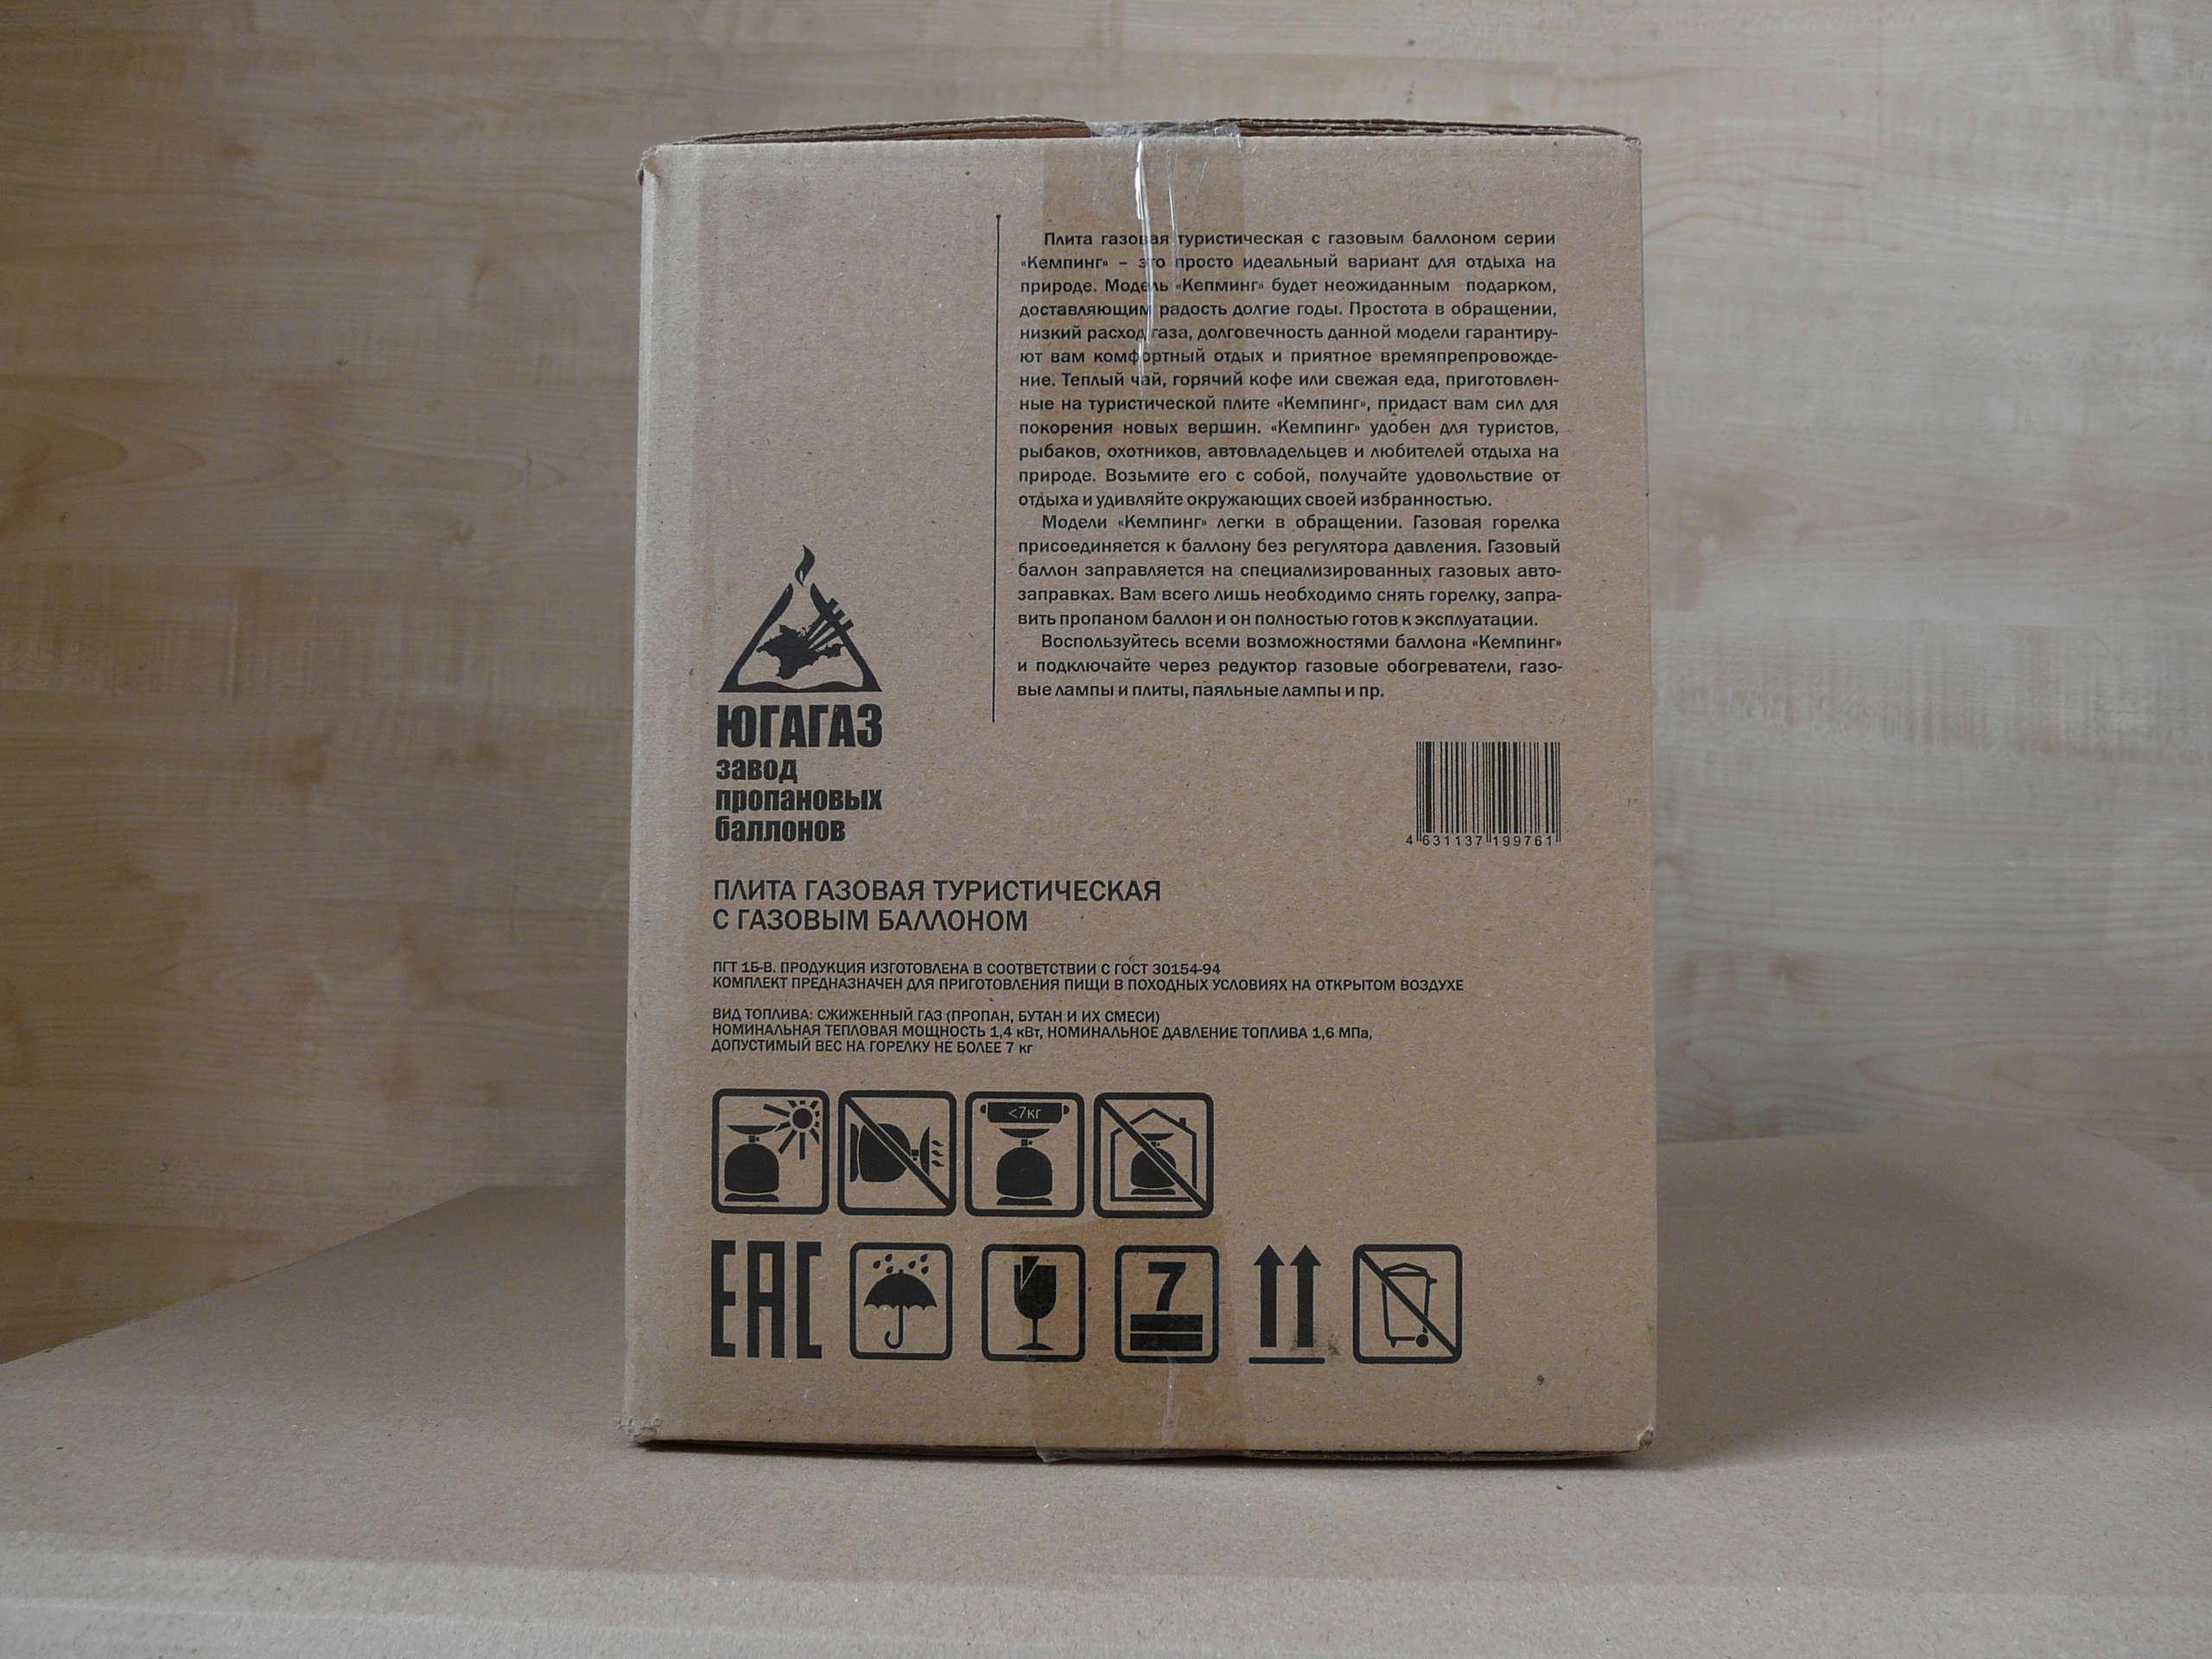 Плита газовая туристическая с газовым баллоном серии
«Кемпинг» – это просто идеальный вариант для отдыха на
природе. Модель «Кепминг» будет неожиданным подарком,
доставляющим радость долгие годы. Простота в обращении,
низкий расход газа, долговечность данной модели гарантиру-
ют вам комфортный отдых и приятное времяпрепровожде-
ние. Теплый чай, горячий кофе или свежая еда, приготовлен-
ные на туристической плите «Кемпинг», придаст вам сил для
покорения новых вершин. «Кемпинг» удобен для туристов,
рыбаков, охотников, автовладельцев и любителей отдыха на
природе. Возьмите его с собой, получайте удовольствие от
отдыха и удивляйте окружающих своей избранностью.
Модели «Кемпинг» легки в обращении. Газовая горелка
присоединяется к баллону без регулятора давления. Газовый
баллон заправляется на специализированных газовых авто-
заправках. Вам всего лишь необходимо снять горелку, запра-
вить пропаном баллон и он полностью готов к эксплуатации.
Воспользуйтесь всеми возможностями баллона «Кемпинг»
и подключайте через редуктор газовые обогреватели, газо-
вые лампы и плиты, паяльные лампы и пр.
ЮГАГАЗ
завод
пропановых
баллонов
4 631137 199761
ПЛИТА ГАЗОВАЯ ТУРИСТИЧЕСКАЯ
С ГАЗОВЫМ БАЛЛОНОМ
ПГТ 1Б-В. ПРОДУКЦИЯ ИЗГОТОВЛЕНА В СООТВЕТСТВИИ С ГОСТ 30154-94
КОМПЛЕКТ ПРЕДНАЗНАЧЕН ДЛЯ ПРИГОТОВЛЕНИЯ ПИЩИ В ПОХОДНЫХ УСЛОВИЯХ НА ОТКРЫТОМ ВОЗДУХЕ
ВИД ТОПЛИВА: СЖИЖЕННЫЙ ГАЗ (ПРОПАН, БУТАН И ИХ СМЕСИ)
НОМИНАЛЬНАЯ ТЕПЛОВАЯ МОЩНОСТЬ 1,4 кВт, НОМИНАЛЬНОЕ ДАВЛЕНИЕ ТОПЛИВА 1,6 МПа,
ДОПУСТИМЫЙ ВЕС НА ГОРЕЛКУ НЕ БОЛЕЕ 7 кг
<7кг
EAC
7